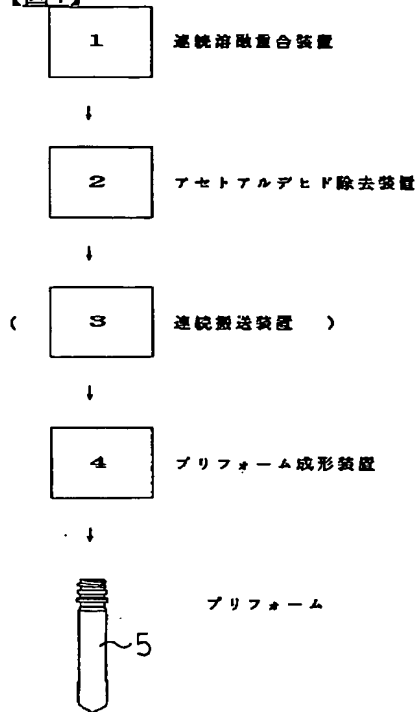 【図1】
1 連続溶融重合装置
↓
2 アセトアルデヒド除去装置
↓
( 3 連続搬送装置 )
↓
4 プリフォーム成形装置
↓
プリフォーム
5